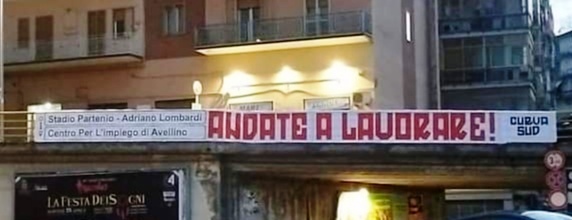 Stadio Partenio - Adriano Lombardi
Centro Per L'impiego di Avellino
ANDATE A LAVORARE!
CURVA
SUD
LA FESTA DEI SOGNI